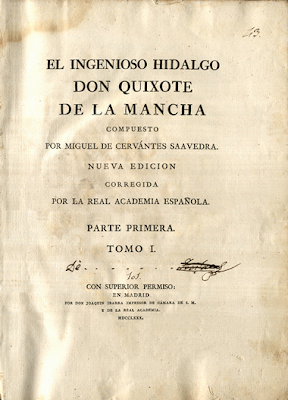 13.
EL INGENIOSO HIDALGO
DON QUIXOTE
DE LA MANCHA
COMPUESTO
POR MIGUEL DE CERVÁNTES SAAVEDRA.
NUEVA EDICION
CORREGIDA
POR LA REAL ACADEMIA ESPAÑOLA.
PARTE PRIMERA.
TOMO I.
De
CON SUPERIOR PERMISO:
EN MADRID
POR DON JOAQUIN IBARRA IMPRESOR DE CÁMARA DE S. M.
Y DE LA REAL ACADEMIA.
MDCCLXXX.